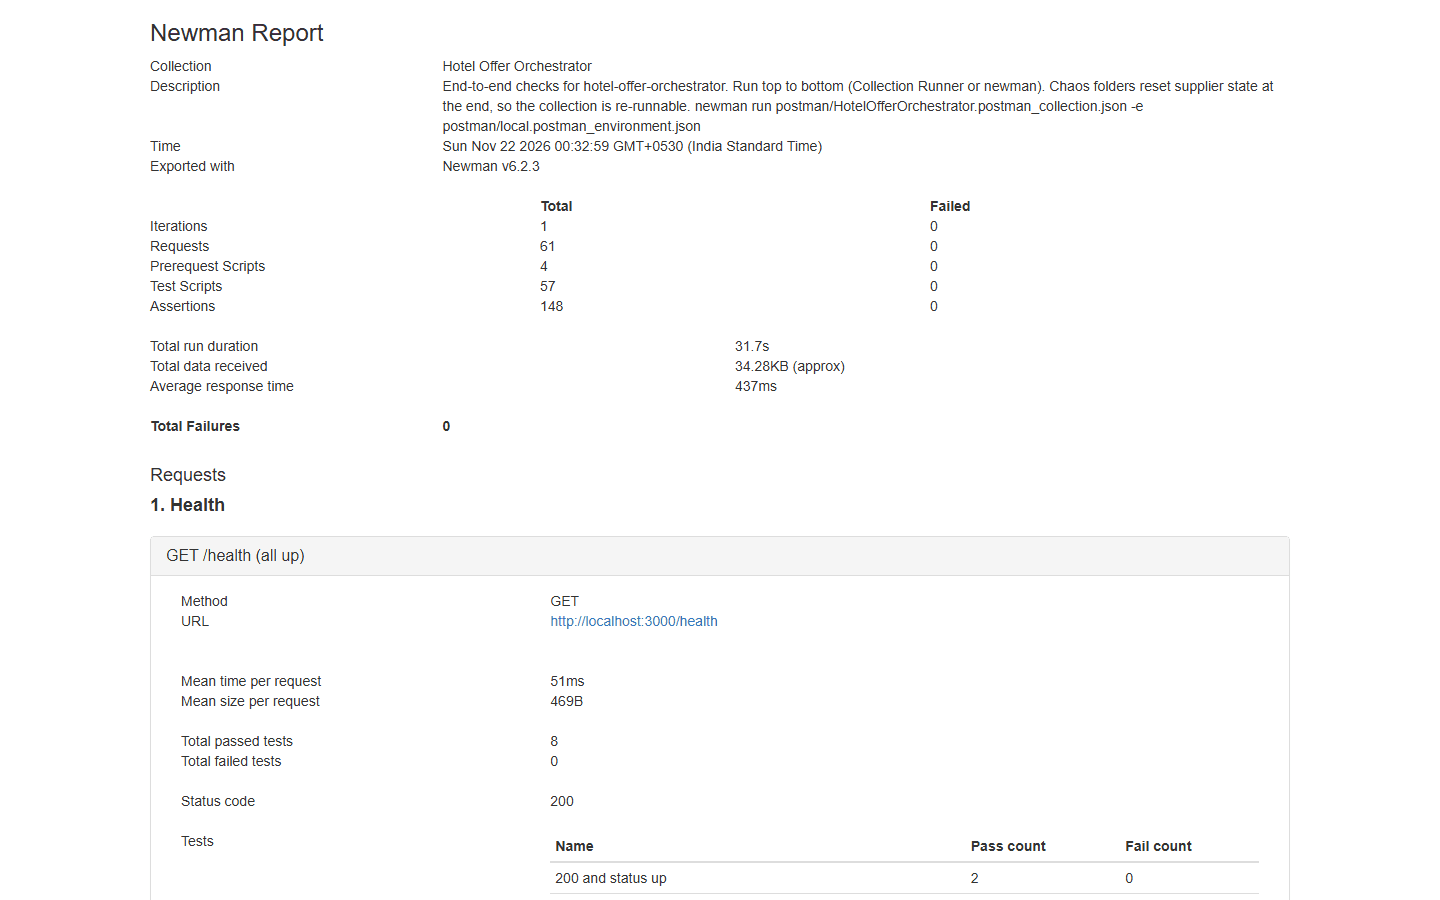 Newman Report
Collection Hotel Offer Orchestrator
Description End-to-end checks for hotel-offer-orchestrator. Run top to bottom (Collection Runner or newman). Chaos folders reset supplier state at
the end, so the collection is re-runnable. newman run postman/HotelOfferOrchestrator.postman_collection.json -e
postman/local.postman_environment.json
Time Sun Nov 22 2026 00:32:59 GMT+0530 (India Standard Time)
Exported with Newman v6.2.3
Total Failed
Iterations 1 0
Requests 61 0
Prerequest Scripts 4 0
Test Scripts 57 0
Assertions 148 0
Total run duration 31.7s
Total data received 34.28KB (approx)
Average response time 437ms
Total Failures 0
Requests
1. Health
GET /health (all up)
Method GET
URL http://localhost:3000/health
Mean time per request 51ms
Mean size per request 469B
Total passed tests 8
Total failed tests 0
Status code 200
Tests Name Pass count Fail count
200 and status up 2 0